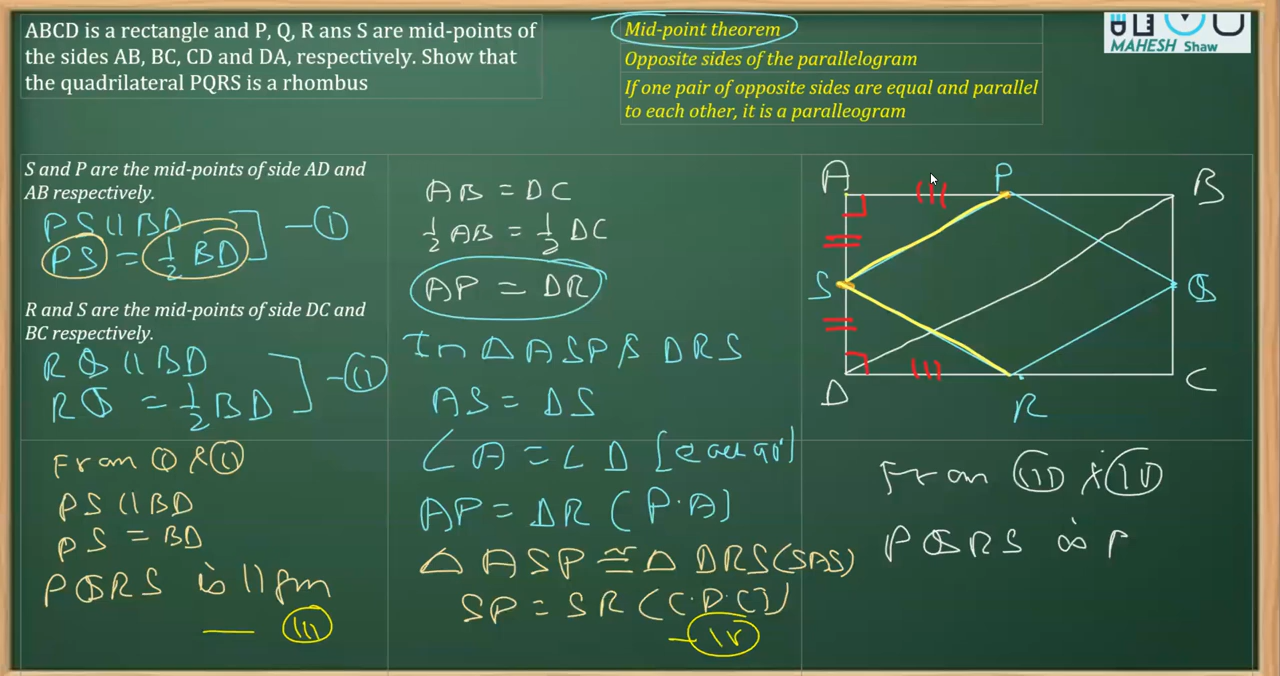 ABCD is a rectangle and P, Q, R ans S are mid-points of
the sides AB, BC, CD and DA, respectively. Show that
the quadrilateral PQRS is a rhombus
Mid-point theorem
Opposite sides of the parallelogram
If one pair of opposite sides are equal and parallel
to each other, it is a paralleogram
MAHESH Shaw
S and P are the mid-points of side AD and
AB respectively.
PS || BD
PS = 1/2 BD ] — (I)
R and S are the mid-points of side DC and
BC respectively.
RQ || BD
RQ = 1/2 BD ] — (II)
From (I) & (II)
PS || BD
PS = BD
PQRS is ||gm
— (III)
AB = DC
1/2 AB = 1/2 DC
AP = DR
In Δ ASP & DRS
AS = DS
∠A = ∠D [each 90°]
AP = DR (P.A)
Δ ASP ≅ Δ DRS (SAS)
SP = SR (C.P.CT)
— (IV)
A P B
S Q
D R C
From (III) & (IV)
PQRS is r